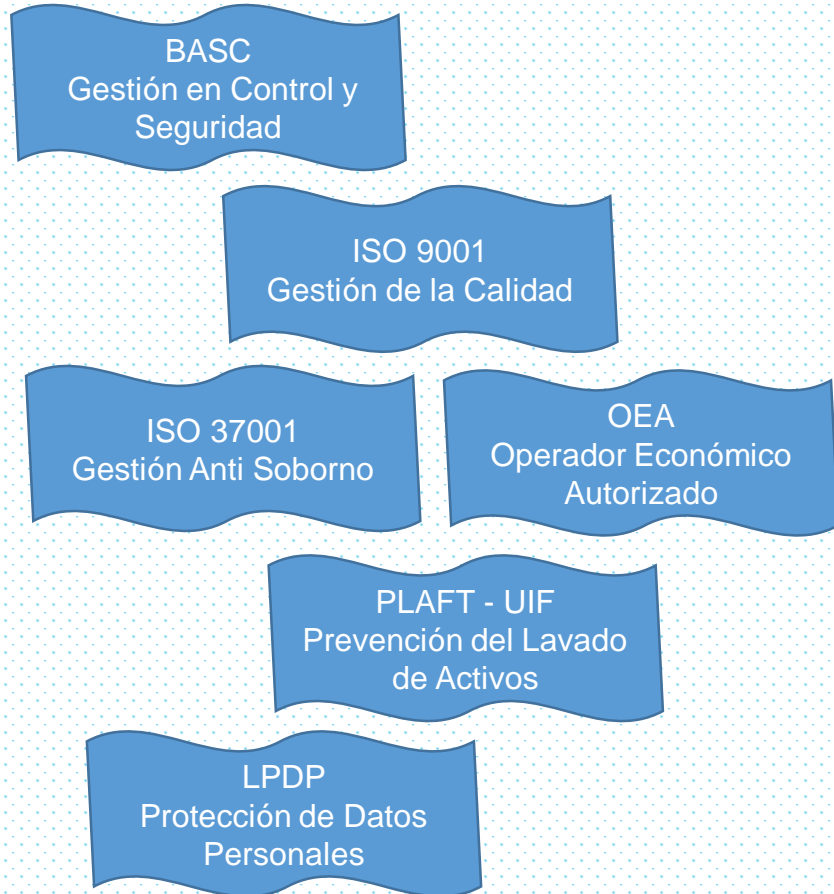 BASC
Gestión en Control y
Seguridad
ISO 9001
Gestión de la Calidad
ISO 37001
Gestión Anti Soborno
OEA
Operador Económico
Autorizado
PLAFT - UIF
Prevención del Lavado
de Activos
LPDP
Protección de Datos
Personales